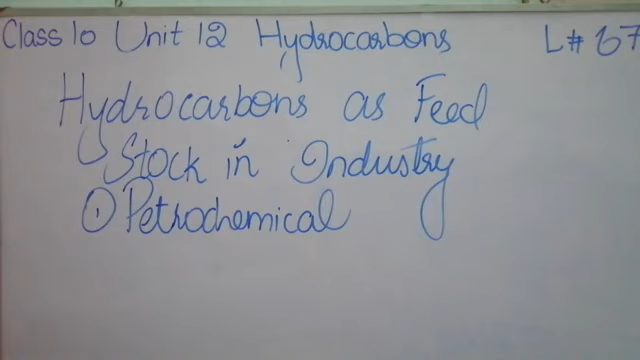 Class 10 Unit 12 Hydrocarbons L# 67
Hydrocarbons as Feed
Stock in Industry
① Petrochemical